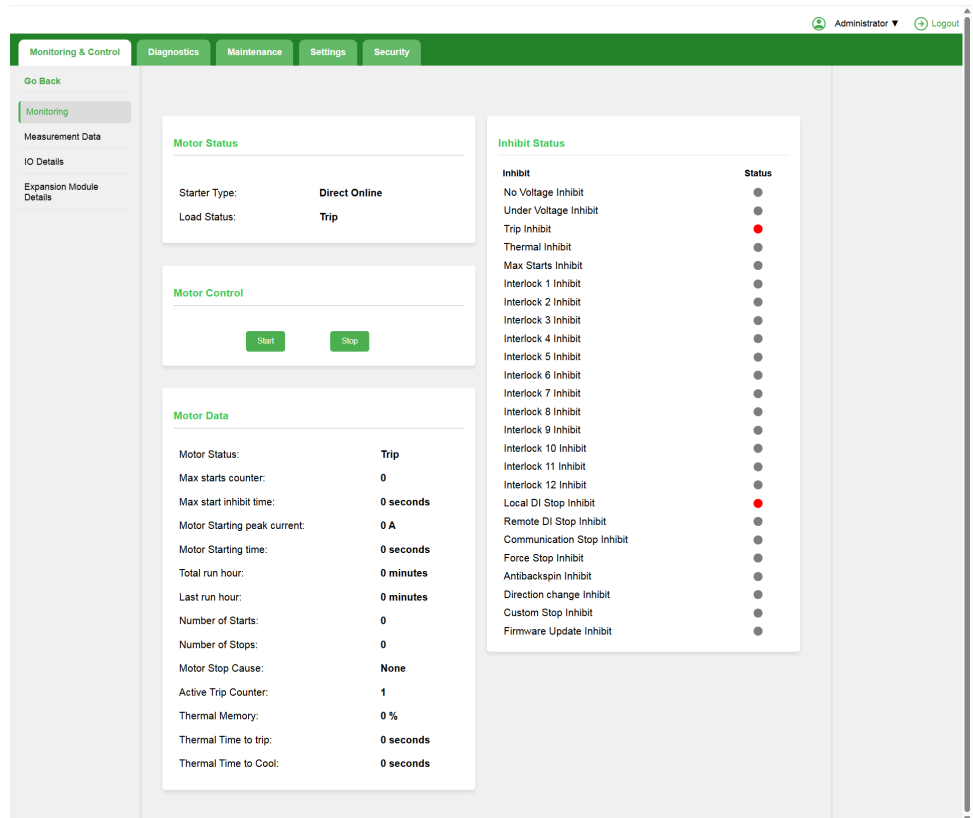 Administrator ▼ Logout
Monitoring & Control Diagnostics Maintenance Settings Security
Go Back
Monitoring
Measurement Data
IO Details
Expansion Module
Details
Motor Status
Starter Type: Direct Online
Load Status: Trip
Motor Control
Start Stop
Motor Data
Motor Status: Trip
Max starts counter: 0
Max start inhibit time: 0 seconds
Motor Starting peak current: 0 A
Motor Starting time: 0 seconds
Total run hour: 0 minutes
Last run hour: 0 minutes
Number of Starts: 0
Number of Stops: 0
Motor Stop Cause: None
Active Trip Counter: 1
Thermal Memory: 0 %
Thermal Time to trip: 0 seconds
Thermal Time to Cool: 0 seconds
Inhibit Status
Inhibit Status
No Voltage Inhibit
Under Voltage Inhibit
Trip Inhibit
Thermal Inhibit
Max Starts Inhibit
Interlock 1 Inhibit
Interlock 2 Inhibit
Interlock 3 Inhibit
Interlock 4 Inhibit
Interlock 5 Inhibit
Interlock 6 Inhibit
Interlock 7 Inhibit
Interlock 8 Inhibit
Interlock 9 Inhibit
Interlock 10 Inhibit
Interlock 11 Inhibit
Interlock 12 Inhibit
Local DI Stop Inhibit
Remote DI Stop Inhibit
Communication Stop Inhibit
Force Stop Inhibit
Antibackspin Inhibit
Direction change Inhibit
Custom Stop Inhibit
Firmware Update Inhibit